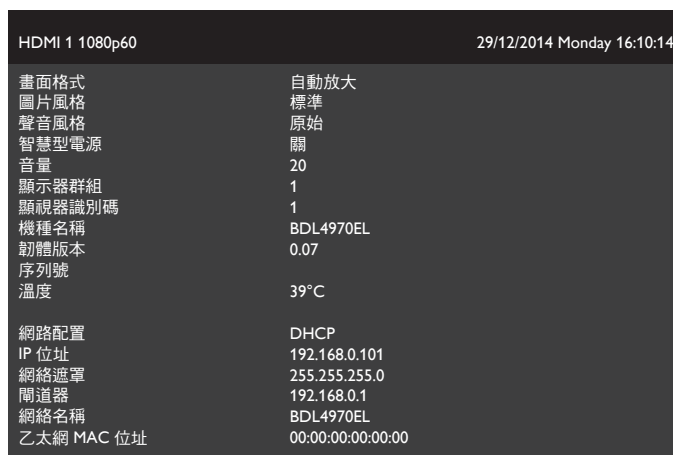 HDMI 1 1080p60 29/12/2014 Monday 16:10:14
畫面格式 自動放大
圖片風格 標準
聲音風格 原始
智慧型電源 關
音量 20
顯示器群組 1
顯視器識別碼 1
機種名稱 BDL4970EL
韌體版本 0.07
序列號
溫度 39°C
網路配置 DHCP
IP 位址 192.168.0.101
網絡遮罩 255.255.255.0
閘道器 192.168.0.1
網絡名稱 BDL4970EL
乙太網 MAC 位址 00:00:00:00:00:00